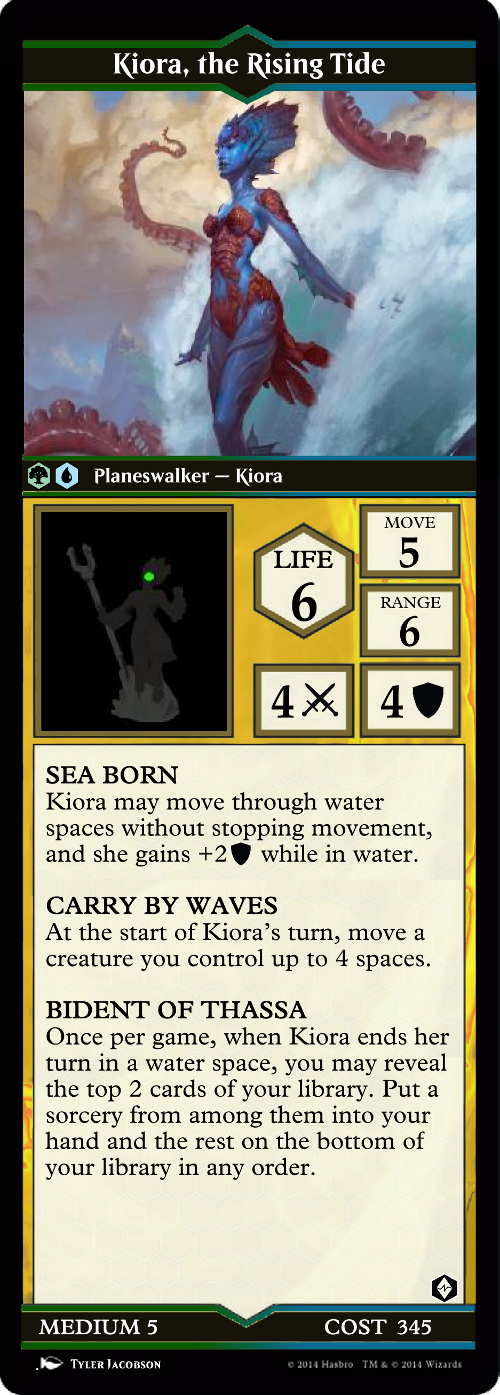 Kiora, the Rising Tide
Planeswalker — Kiora
LIFE
6
MOVE
5
RANGE
6
4
4
SEA BORN
Kiora may move through water
spaces without stopping movement,
and she gains +2 while in water.
CARRY BY WAVES
At the start of Kiora's turn, move a
creature you control up to 4 spaces.
BIDENT OF THASSA
Once per game, when Kiora ends her
turn in a water space, you may reveal
the top 2 cards of your library. Put a
sorcery from among them into your
hand and the rest on the bottom of
your library in any order.
MEDIUM 5
COST 345
TYLER JACOBSON
© 2014 Hasbro TM & © 2014 Wizards